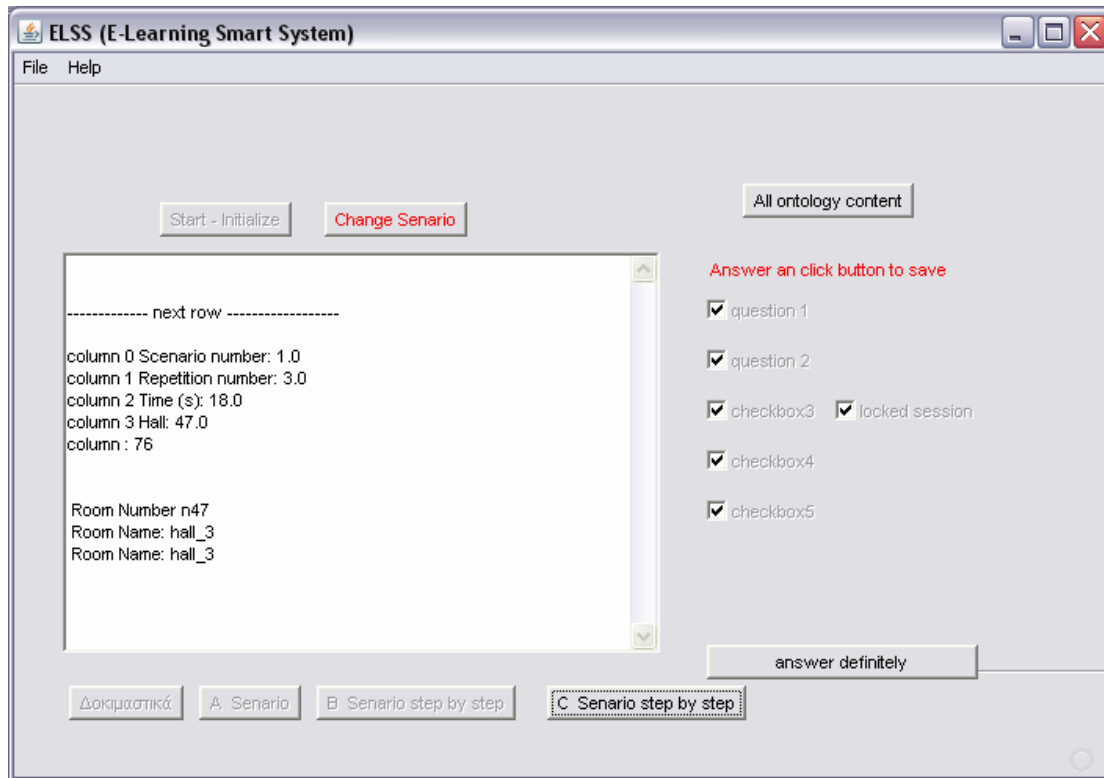 ELSS (E-Learning Smart System)
File Help
All ontology content
Start - Initialize Change Senario
Answer an click button to save
------------- next row ------------------
column 0 Scenario number: 1.0
column 1 Repetition number: 3.0
column 2 Time (s): 18.0
column 3 Hall: 47.0
column : 76
Room Number n47
Room Name: hall_3
Room Name: hall_3
question 1
question 2
checkbox3 locked session
checkbox4
checkbox5
answer definitely
Δοκιμαστικά A Senario B Senario step by step C Senario step by step